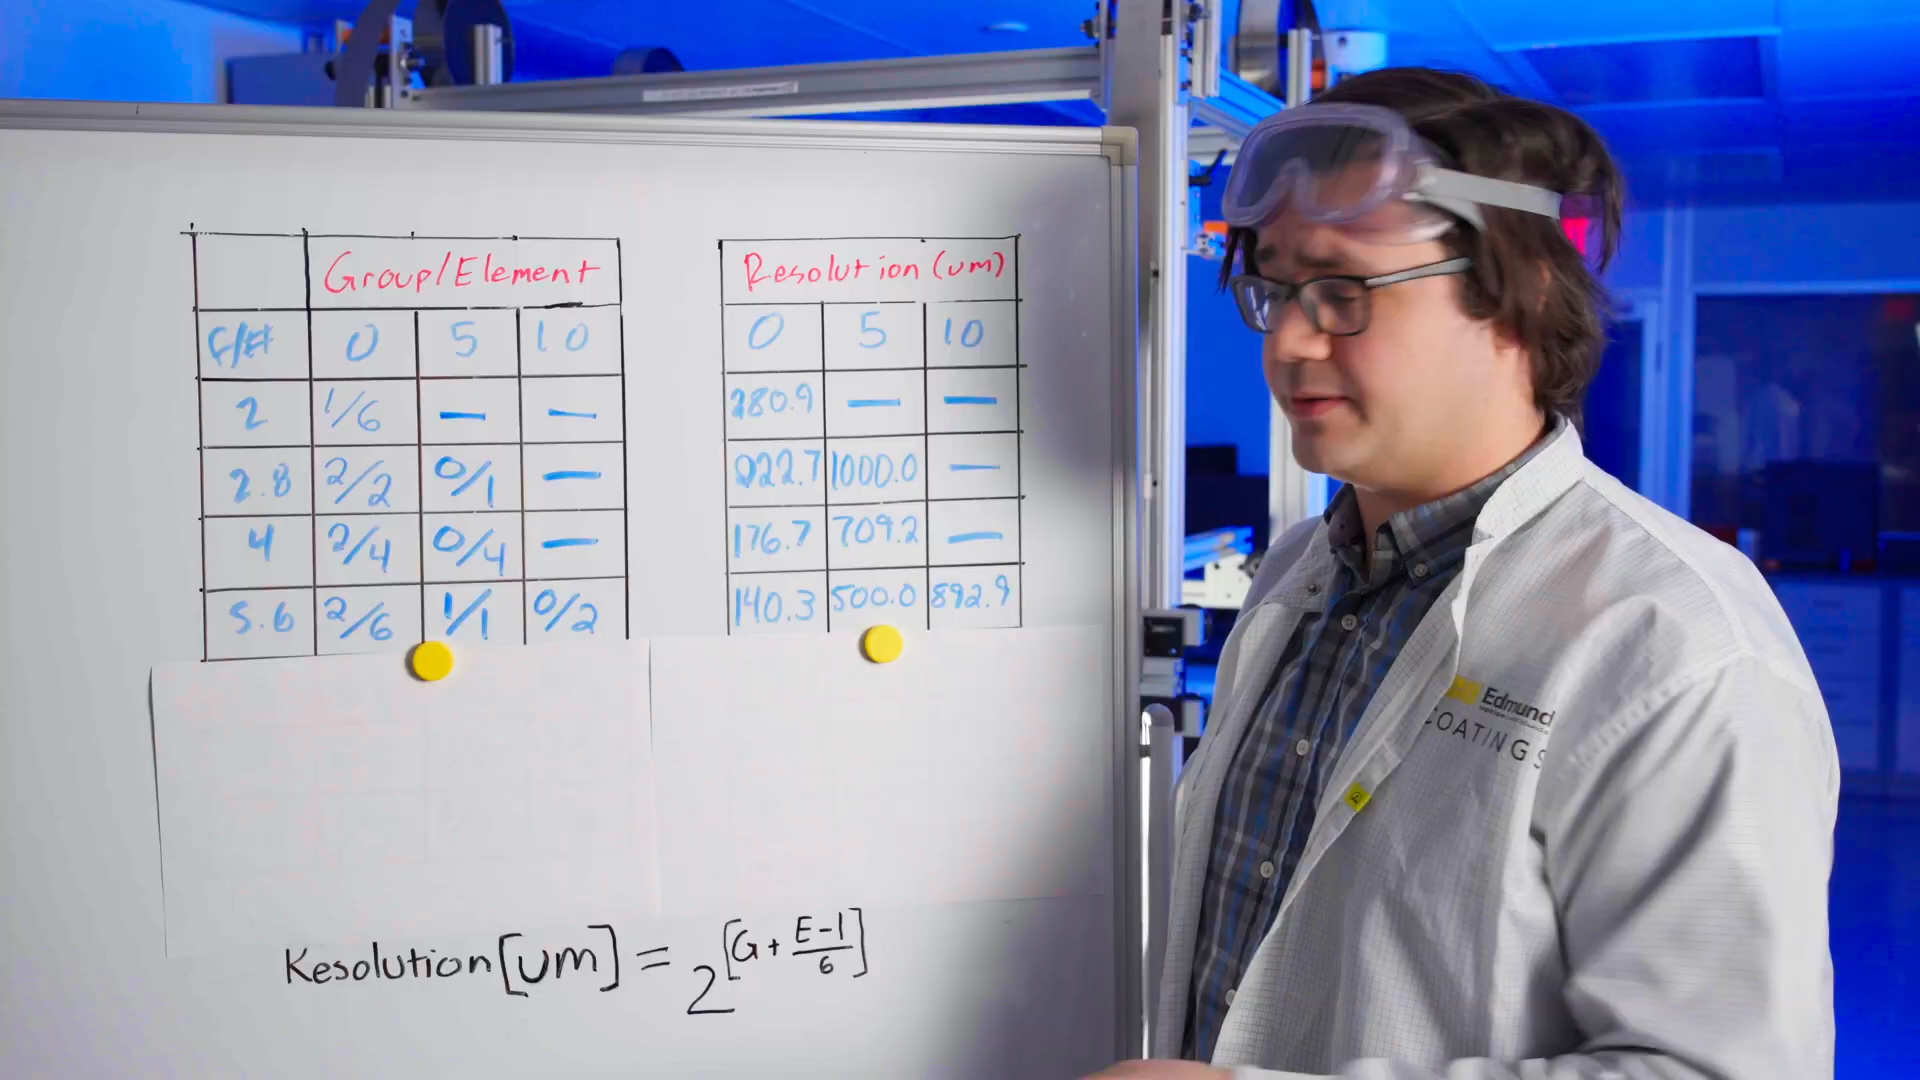 Group/Element
F/# 0 5 10
2 1/6 — —
2.8 2/2 0/1 —
4 2/4 0/4 —
5.6 2/6 1/1 0/2
Resolution (um)
0 5 10
280.9 — —
222.7 1000.0 —
176.7 709.2 —
140.3 500.0 892.9
Resolution [um] = 2^[G + E-1/6]
Edmund
COATINGS